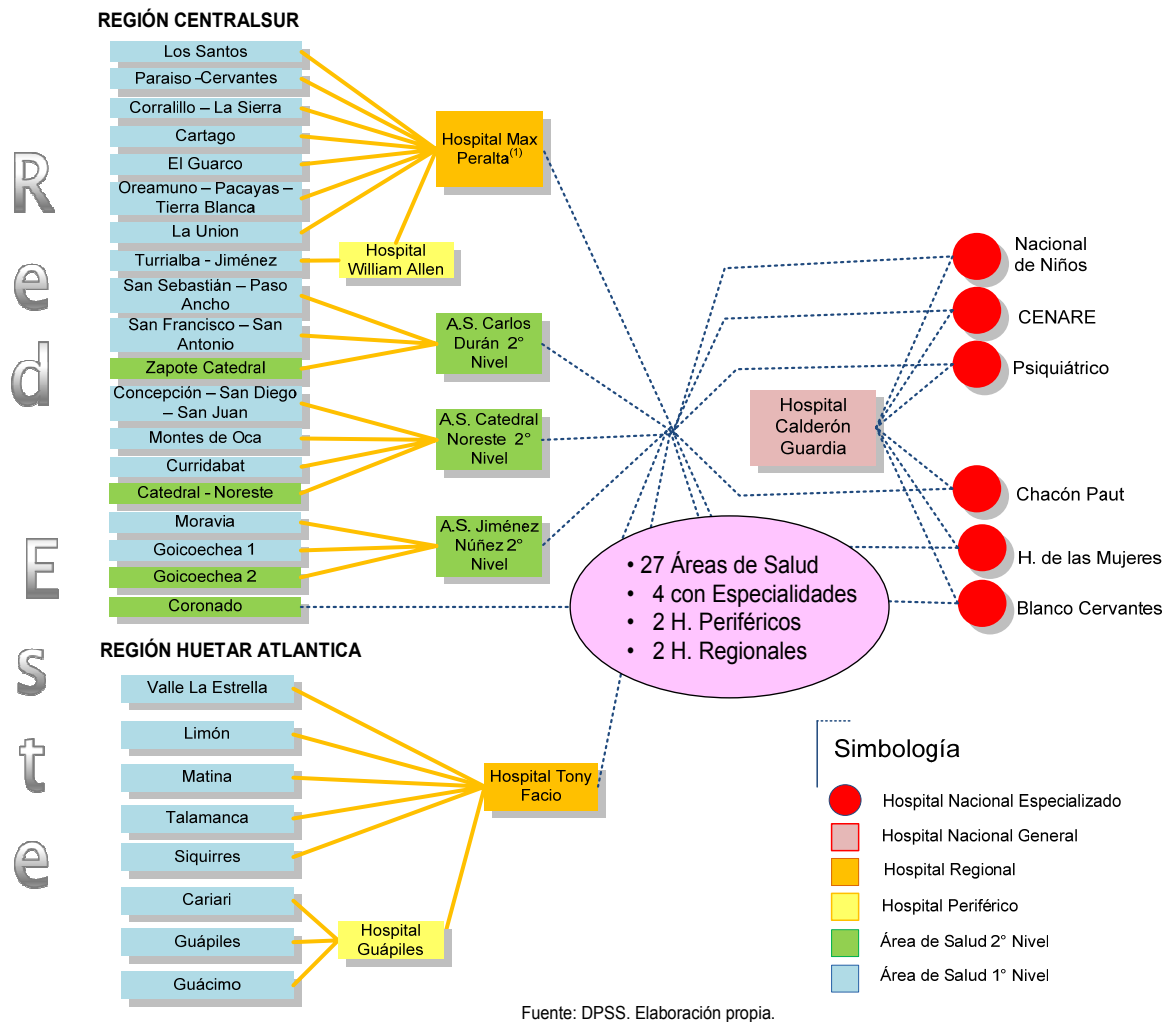 Red Este
REGIÓN CENTRALSUR
Los Santos
Paraiso -Cervantes
Corralillo – La Sierra
Cartago
El Guarco
Oreamuno – Pacayas –
Tierra Blanca
La Union
Turrialba - Jiménez
San Sebastián – Paso
Ancho
San Francisco – San
Antonio
Zapote Catedral
Concepción – San Diego
– San Juan
Montes de Oca
Curridabat
Catedral - Noreste
Moravia
Goicoechea 1
Goicoechea 2
Coronado
Hospital Max
Peralta(1)
Hospital
William Allen
A.S. Carlos
Durán 2°
Nivel
A.S. Catedral
Noreste 2°
Nivel
A.S. Jiménez
Núñez 2°
Nivel
Hospital
Calderón
Guardia
Nacional
de Niños
CENARE
Psiquiátrico
Chacón Paut
H. de las Mujeres
Blanco Cervantes
• 27 Áreas de Salud
• 4 con Especialidades
• 2 H. Periféricos
• 2 H. Regionales
REGIÓN HUETAR ATLANTICA
Valle La Estrella
Limón
Matina
Talamanca
Siquirres
Cariari
Guápiles
Guácimo
Hospital
Guápiles
Hospital Tony
Facio
Simbología
Hospital Nacional Especializado
Hospital Nacional General
Hospital Regional
Hospital Periférico
Área de Salud 2° Nivel
Área de Salud 1° Nivel
Fuente: DPSS. Elaboración propia.